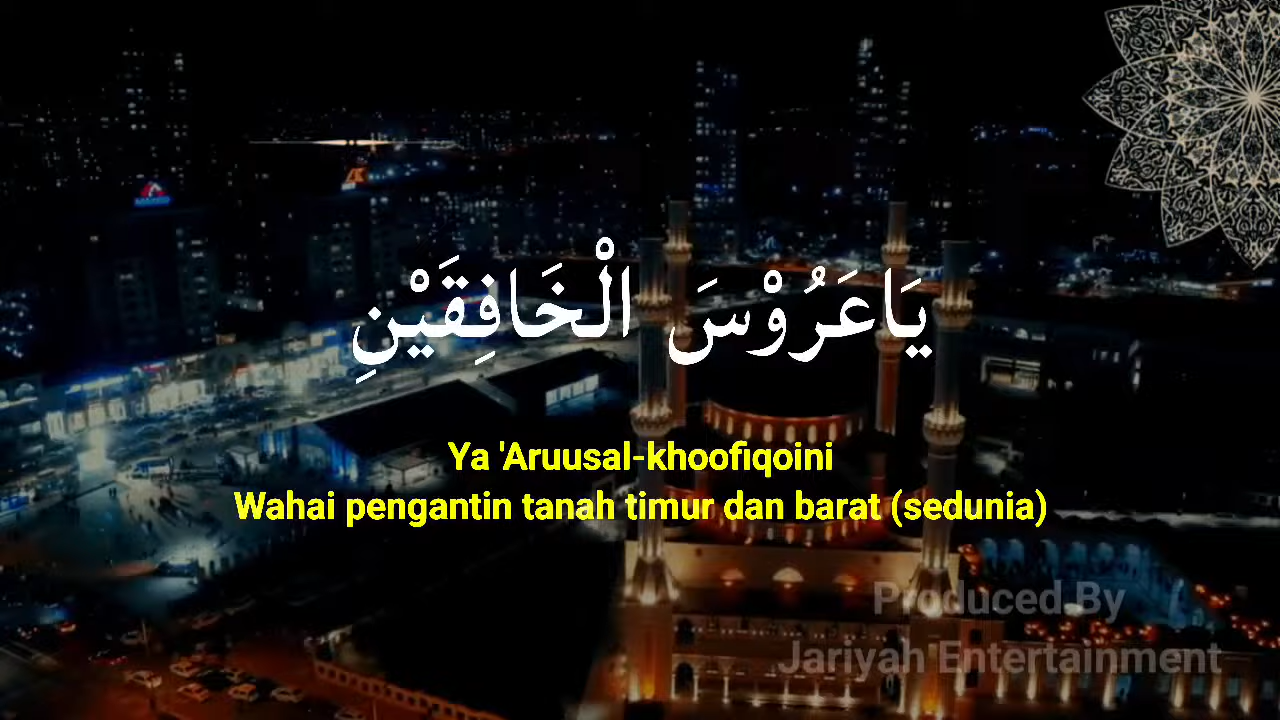 يَاعَرُوْسَ الْخَافِقَيْنِ
Ya 'Aruusal-khoofiqoini
Wahai pengantin tanah timur dan barat (sedunia)
Produced By
Jariyah Entertainment